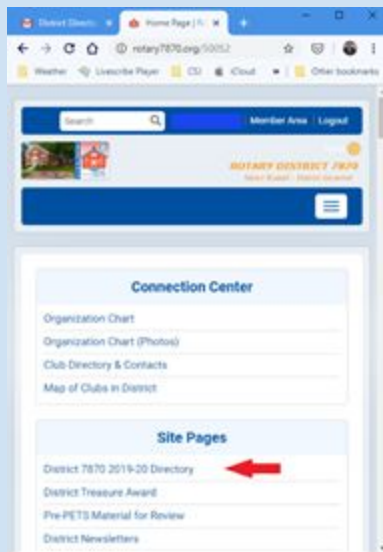 District Directo
Home Page | R
rotary7870.org/50052
Weather Livescribe Player CSI iCloud Other bookmarks
Search Member Area Logout
ROTARY DISTRICT 7870
Connection Center
Organization Chart
Organization Chart (Photos)
Club Directory & Contacts
Map of Clubs in District
Site Pages
District 7870 2019-20 Directory
District Treasure Award
Pre-PETS Material for Review
District Newsletters